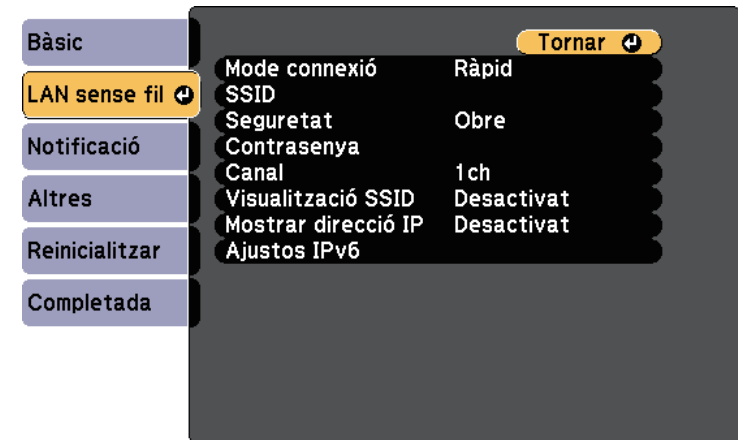 Bàsic
LAN sense fil
Notificació
Altres
Reinicialitzar
Completada
Tornar
Mode connexió Ràpid
SSID
Seguretat Obre
Contrasenya
Canal 1ch
Visualització SSID Desactivat
Mostrar direcció IP Desactivat
Ajustos IPv6